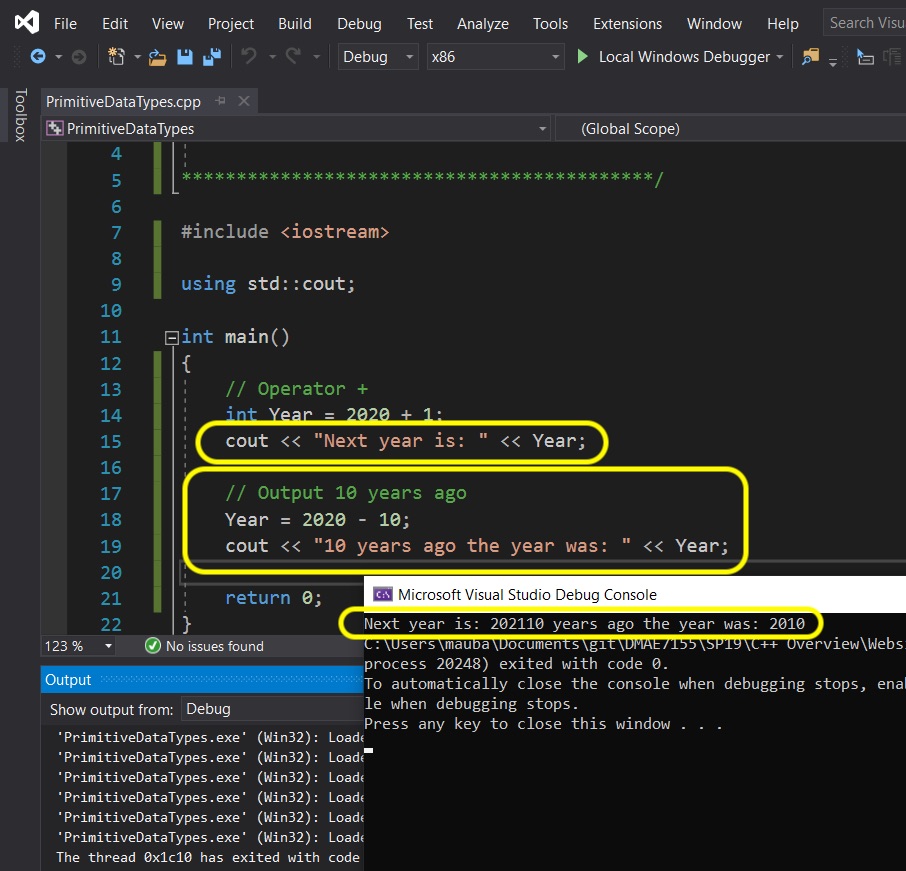 File Edit View Project Build Debug Test Analyze Tools Extensions Window Help Search Visu
Debug x86 Local Windows Debugger
Toolbox
PrimitiveDataTypes.cpp
PrimitiveDataTypes (Global Scope)
4
5 *******************************************/
6
7 #include <iostream>
8
9 using std::cout;
10
11 int main()
12 {
13 // Operator +
14 int Year = 2020 + 1;
15 cout << "Next year is: " << Year;
16
17 // Output 10 years ago
18 Year = 2020 - 10;
19 cout << "10 years ago the year was: " << Year;
20
21 return 0;
22 }
123 % No issues found
Output
Show output from: Debug
'PrimitiveDataTypes.exe' (Win32): Loade
'PrimitiveDataTypes.exe' (Win32): Loade
'PrimitiveDataTypes.exe' (Win32): Loade
'PrimitiveDataTypes.exe' (Win32): Loade
'PrimitiveDataTypes.exe' (Win32): Loade
'PrimitiveDataTypes.exe' (Win32): Loade
The thread 0x1c10 has exited with code
C:\ Microsoft Visual Studio Debug Console
Next year is: 202110 years ago the year was: 2010
C:\Users\mauba\Documents\git\DMAE7155\SP19\C++ Overview\Webs
process 20248) exited with code 0.
To automatically close the console when debugging stops, enab
le when debugging stops.
Press any key to close this window . . .